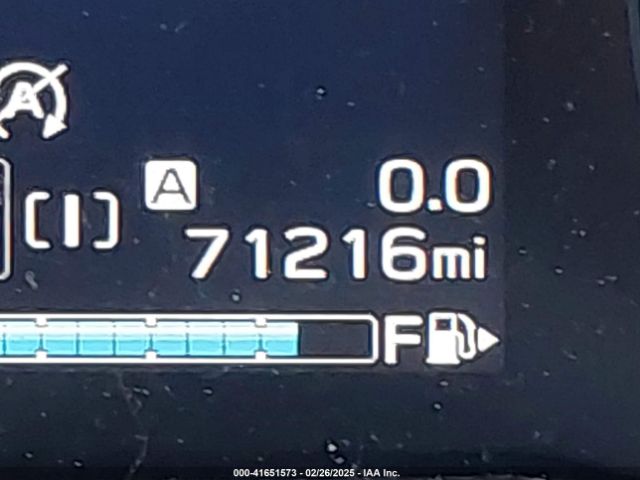 A
[I] A 0.0
71216mi
F
000-41651573 - 02/26/2025 - IAA Inc.